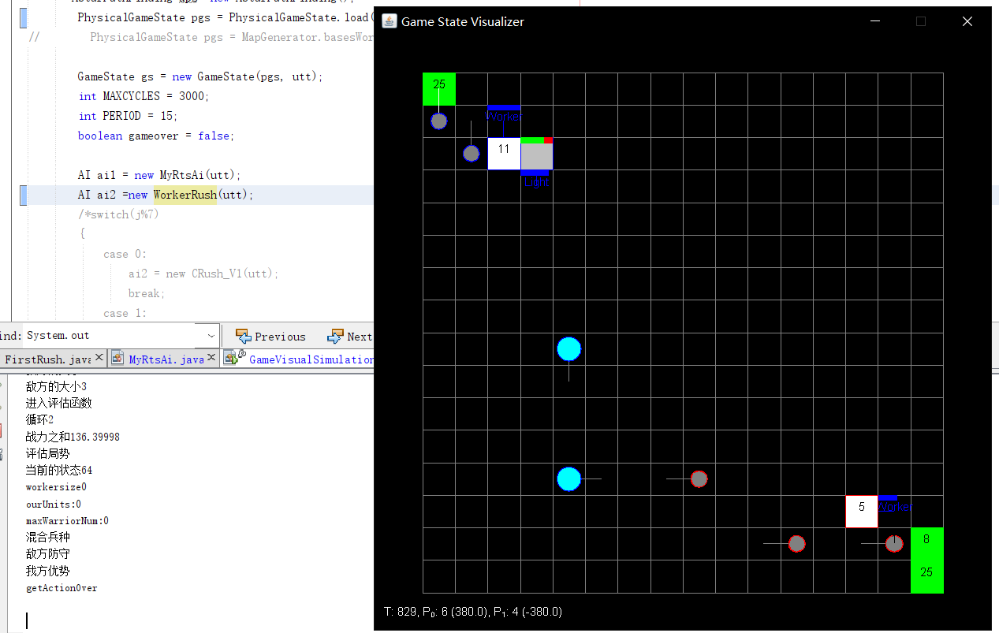 PhysicalGameState pgs = PhysicalGameState.load(
// PhysicalGameState pgs = MapGenerator.basesWor
GameState gs = new GameState(pgs, utt);
int MAXCYCLES = 3000;
int PERIOD = 15;
boolean gameover = false;
AI ai1 = new MyRtsAi(utt);
AI ai2 =new WorkerRush(utt);
/*switch(j%7)
{
case 0:
ai2 = new CRush_V1(utt);
break;
case 1:
ind: System.out
Previous
Next
FirstRush.java
MyRtsAi.java
GameVisualSimulation
敌方的大小3
进入评估函数
循环2
战力之和136.39998
评估局势
当前的状态64
workersize0
ourUnits:0
maxWarriorNum:0
混合兵种
敌方防守
我方优势
getActionOver
Game State Visualizer
25
Worker
11
Light
5
Worker
8
25
T: 829, P₀: 6 (380.0), P₁: 4 (-380.0)